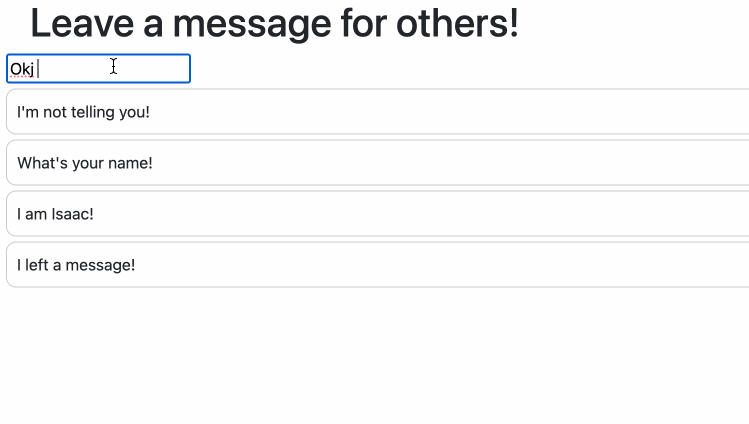 Leave a message for others!
Okj
I'm not telling you!
What's your name!
I am Isaac!
I left a message!